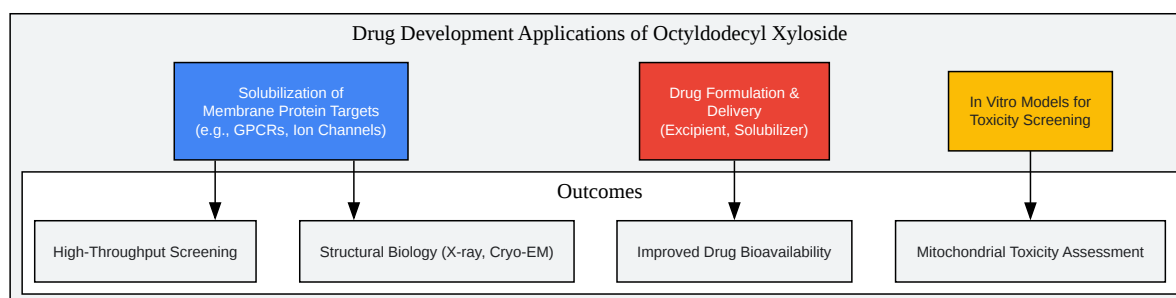 Drug Development Applications of Octyldodecyl Xyloside
Solubilization of
Membrane Protein Targets
(e.g., GPCRs, Ion Channels)
Drug Formulation &
Delivery
(Excipient, Solubilizer)
In Vitro Models for
Toxicity Screening
Outcomes
High-Throughput Screening
Structural Biology (X-ray, Cryo-EM)
Improved Drug Bioavailability
Mitochondrial Toxicity Assessment